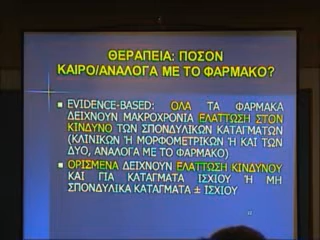 ΘΕΡΑΠΕΙΑ: ΠΟΣΟΝ
ΚΑΙΡΟ/ΑΝΑΛΟΓΑ ΜΕ ΤΟ ΦΑΡΜΑΚΟ?
EVIDENCE-BASED: ΟΛΑ ΤΑ ΦΑΡΜΑΚΑ
ΔΕΙΧΝΟΥΝ ΜΑΚΡΟΧΡΟΝΙΑ ΕΛΑΤΤΩΣΗ ΣΤΟΝ
ΚΙΝΔΥΝΟ ΤΩΝ ΣΠΟΝΔΥΛΙΚΩΝ ΚΑΤΑΓΜΑΤΩΝ
(ΚΛΙΝΙΚΩΝ Ή ΜΟΡΦΟΜΕΤΡΙΚΩΝ Ή ΚΑΙ ΤΩΝ
ΔΥΟ, ΑΝΑΛΟΓΑ ΜΕ ΤΟ ΦΑΡΜΑΚΟ)
ΟΡΙΣΜΕΝΑ ΔΕΙΧΝΟΥΝ ΕΛΑΤΤΩΣΗ ΚΙΝΔΥΝΟΥ
ΚΑΙ ΓΙΑ ΚΑΤΑΓΜΑΤΑ ΙΣΧΙΟΥ Ή ΜΗ
ΣΠΟΝΔΥΛΙΚΑ ΚΑΤΑΓΜΑΤΑ ± ΙΣΧΙΟΥ